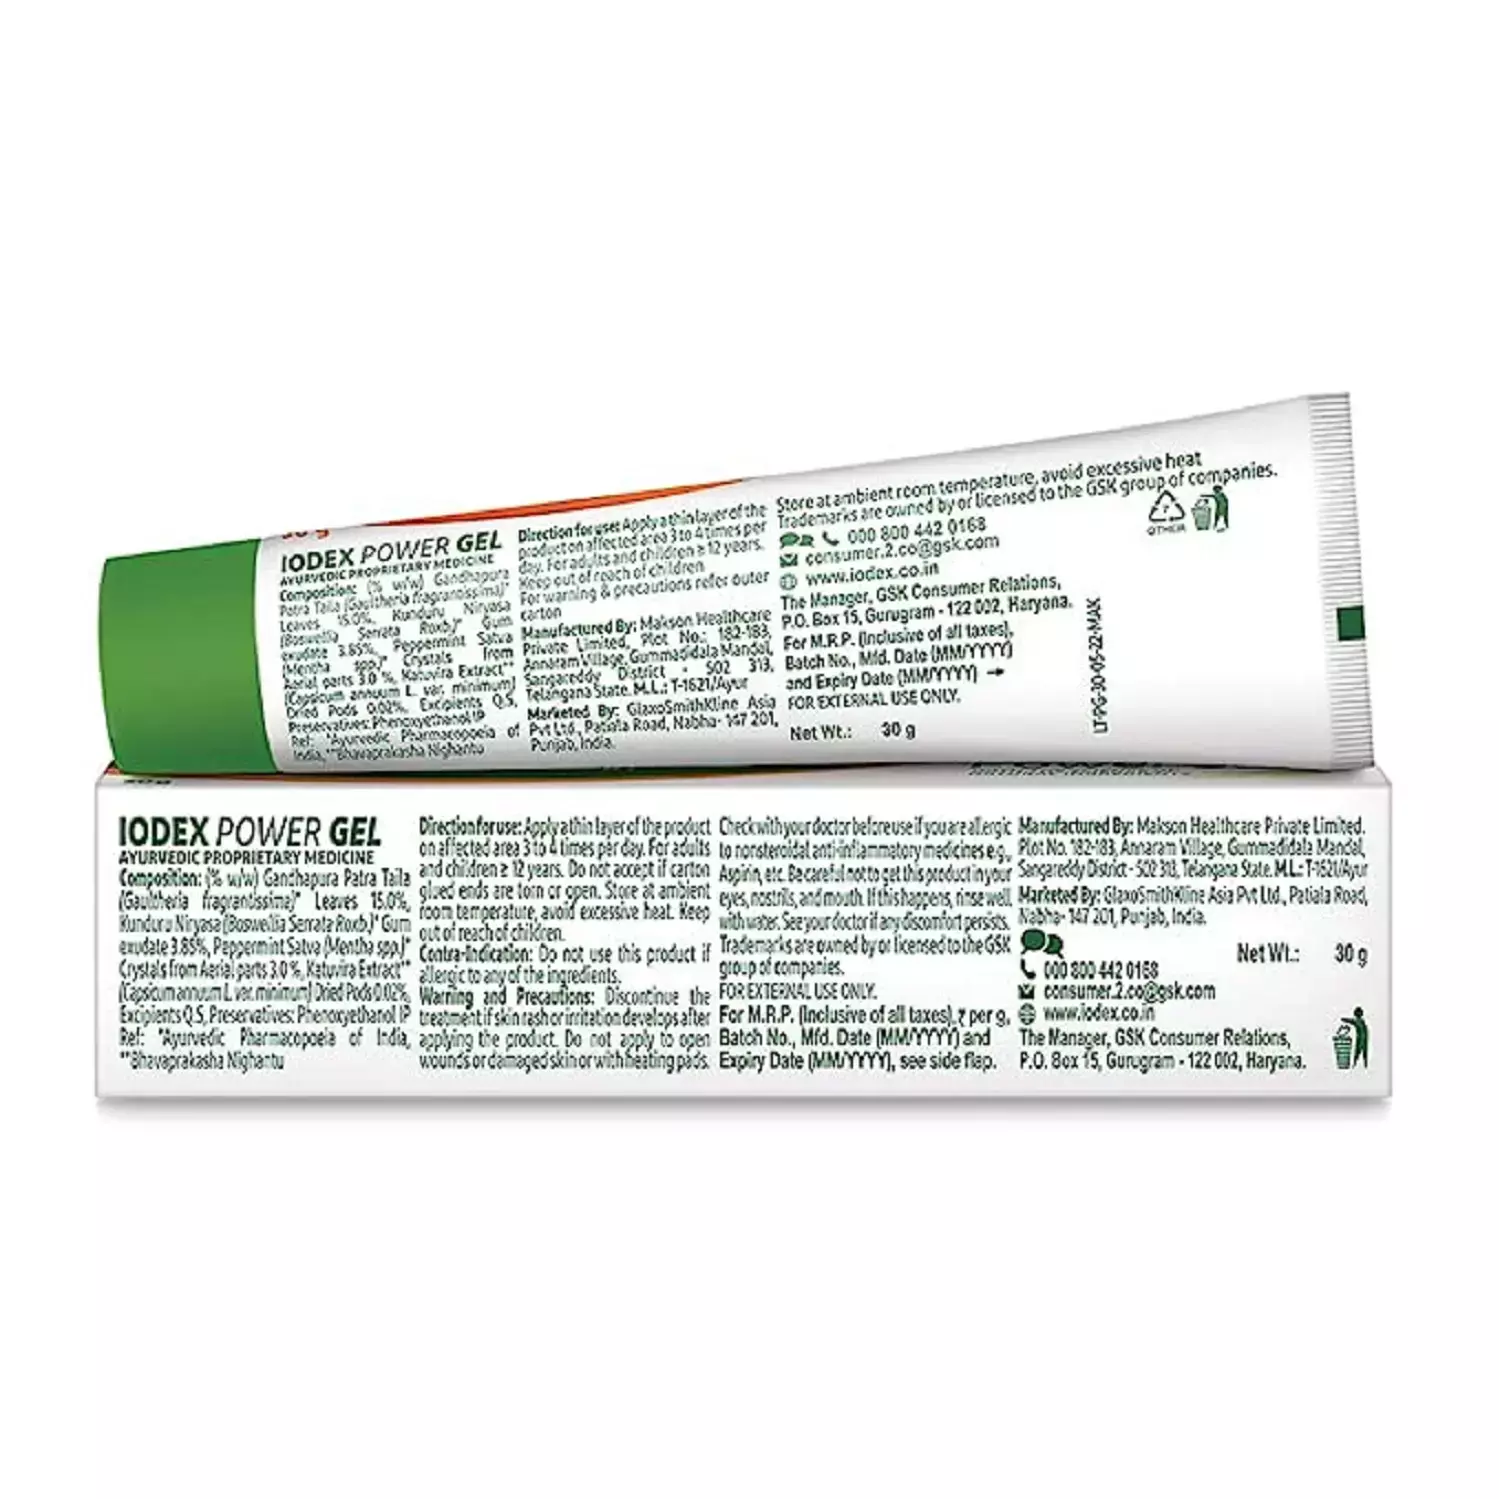 30 g
IODEX POWER GEL
AYURVEDIC PROPRIETARY MEDICINE
Composition: (% w/w) Gandhapura
Patra Taila (Gaultheria fragrantissima)*
Leaves 15.0%, Kunduru Niryasa
(Boswellia Serrata Roxb.)* Gum
exudate 3.85%, Peppermint Satva
(Mentha spp.)* Crystals from
Aerial parts 3.0 %, Katuvira Extract**
(Capsicum annuum L. var. minimum)
Dried Pods 0.02%, Excipients Q.S,
Preservatives: Phenoxyethanol IP
Ref: *Ayurvedic Pharmacopoeia of
India, **Bhavaprakasha Nighantu
Direction for use: Apply a thin layer of the
product on affected area 3 to 4 times per
day. For adults and children ≥ 12 years.
Keep out of reach of children
For warning & precautions refer outer
carton
Manufactured By: Makson Healthcare
Private Limited, Plot No.: 182-183,
Annaram Village, Gummadidala Mandal,
Sangareddy District - 502 313,
Telangana State. M.L.: T-1521/Ayur
Marketed By: GlaxoSmithKline Asia
Pvt Ltd., Patiala Road, Nabha- 147 201,
Punjab, India.
Store at ambient room temperature, avoid excessive heat
Trademarks are owned by or licensed to the GSK group of companies.
000 800 442 0168
consumer.2.co@gsk.com
www.iodex.co.in
The Manager, GSK Consumer Relations,
P.O. Box 15, Gurugram - 122 002, Haryana.
For M.R.P. (Inclusive of all taxes),
Batch No., Mfd. Date (MM/YYYY)
and Expiry Date (MM/YYYY) →
FOR EXTERNAL USE ONLY.
Net Wt.: 30 g
7
OTHER
LT-PG-30-05-22-MAK
30 g
IODEX POWER GEL
AYURVEDIC PROPRIETARY MEDICINE
Composition: (% w/w) Gandhapura Patra Taila
(Gaultheria fragrantissima)* Leaves 15.0%,
Kunduru Niryasa (Boswellia Serrata Roxb.)* Gum
exudate 3.85%, Peppermint Satva (Mentha spp.)*
Crystals from Aerial parts 3.0 %, Katuvira Extract**
(Capsicum annuum L. var. minimum) Dried Pods 0.02%,
Excipients Q.S, Preservatives: Phenoxyethanol IP
Ref: *Ayurvedic Pharmacopoeia of India,
**Bhavaprakasha Nighantu
Direction for use: Apply a thin layer of the product
on affected area 3 to 4 times per day. For adults
and children ≥ 12 years. Do not accept if carton
glued ends are torn or open. Store at ambient
room temperature, avoid excessive heat. Keep
out of reach of children.
Contra-Indication: Do not use this product if
allergic to any of the ingredients.
Warning and Precautions: Discontinue the
treatment if skin rash or irritation develops after
applying the product. Do not apply to open
wounds or damaged skin or with heating pads.
Check with your doctor before use if you are allergic
to nonsteroidal anti-inflammatory medicines e.g.,
Aspirin, etc. Be careful not to get this product in your
eyes, nostrils, and mouth. If this happens, rinse well
with water. See your doctor if any discomfort persists.
Trademarks are owned by or licensed to the GSK
group of companies.
FOR EXTERNAL USE ONLY.
For M.R.P. (Inclusive of all taxes), ₹ per g,
Batch No., Mfd. Date (MM/YYYY) and
Expiry Date (MM/YYYY), see side flap.
Manufactured By: Makson Healthcare Private Limited.
Plot No. 182-183, Annaram Village, Gummadidala Mandal,
Sangareddy District - 502 313, Telangana State. M.L: T-1521/Ayur
Marketed By: GlaxoSmithKline Asia Pvt Ltd., Patiala Road,
Nabha- 147 201, Punjab, India.
Net Wt.: 30 g
000 800 442 0168
consumer.2.co@gsk.com
www.iodex.co.in
The Manager, GSK Consumer Relations,
P.O. Box 15, Gurugram - 122 002, Haryana.